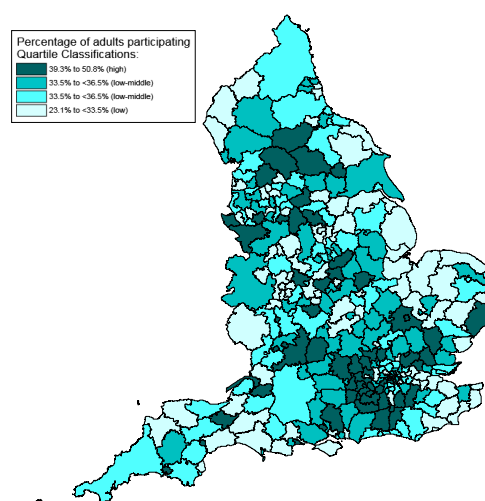 Percentage of adults participating
Quartile Classifications:
39.3% to 50.8% (high)
33.5% to <36.5% (low-middle)
33.5% to <36.5% (low-middle)
23.1% to <33.5% (low)